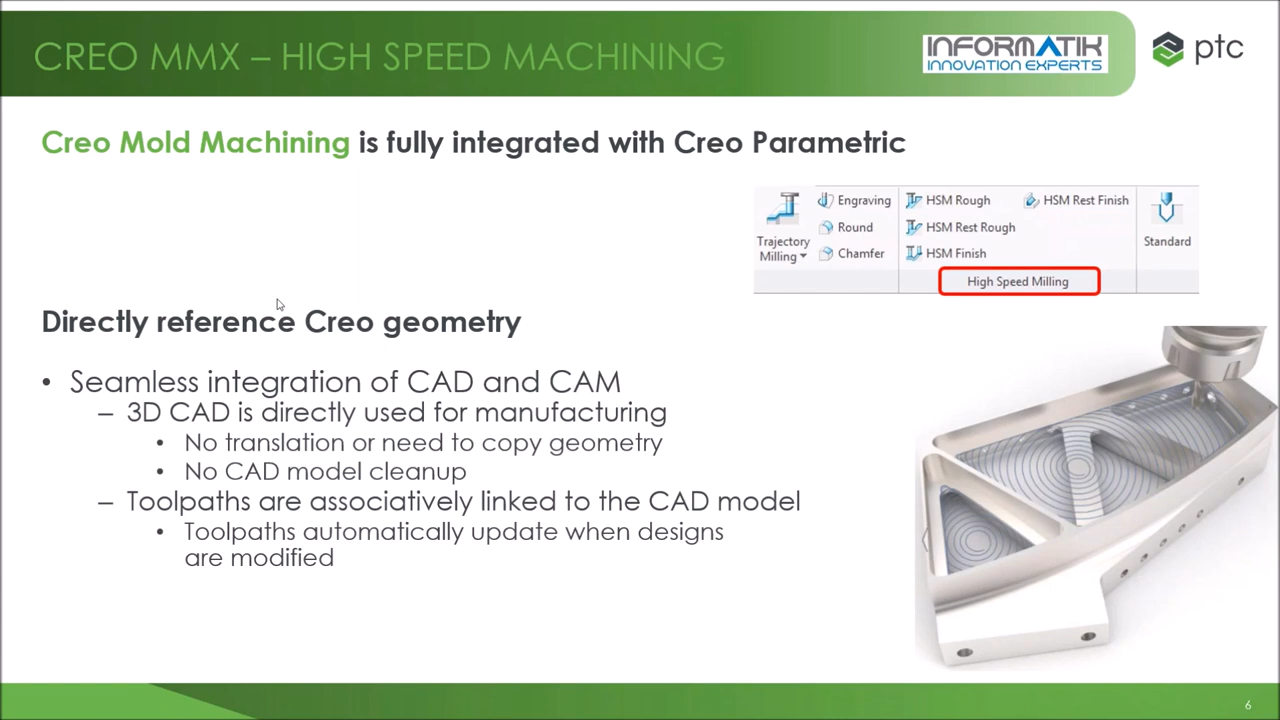 CREO MMX – HIGH SPEED MACHINING
INFORMATIK
INNOVATION EXPERTS
ptc
Creo Mold Machining is fully integrated with Creo Parametric
Trajectory
Milling
Engraving
Round
Chamfer
HSM Rough
HSM Rest Rough
HSM Finish
HSM Rest Finish
High Speed Milling
Standard
Directly reference Creo geometry
• Seamless integration of CAD and CAM
– 3D CAD is directly used for manufacturing
• No translation or need to copy geometry
• No CAD model cleanup
– Toolpaths are associatively linked to the CAD model
• Toolpaths automatically update when designs
are modified
6